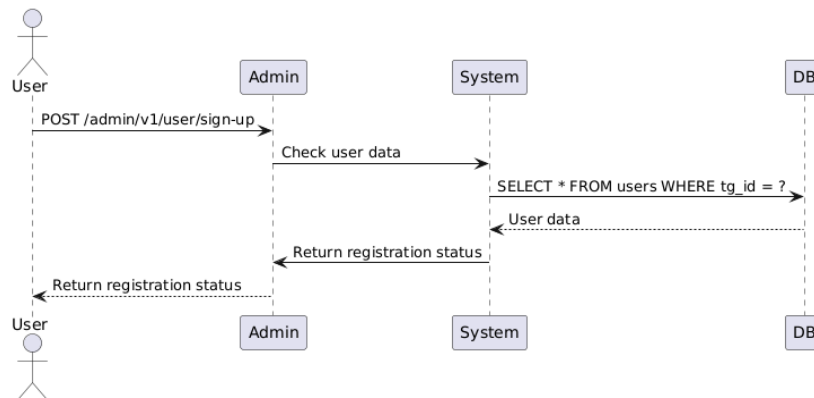 User
Admin
System
DB
POST /admin/v1/user/sign-up
Check user data
SELECT * FROM users WHERE tg_id = ?
User data
Return registration status
Return registration status
User
Admin
System
DB